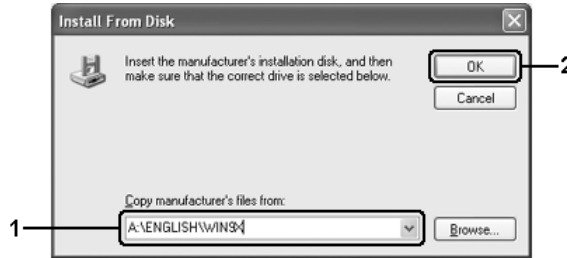 Install From Disk
Insert the manufacturer's installation disk, and then
make sure that the correct drive is selected below.
OK
2
Cancel
Copy manufacturer's files from:
1
A:\ENGLISH\WIN9X
Browse...